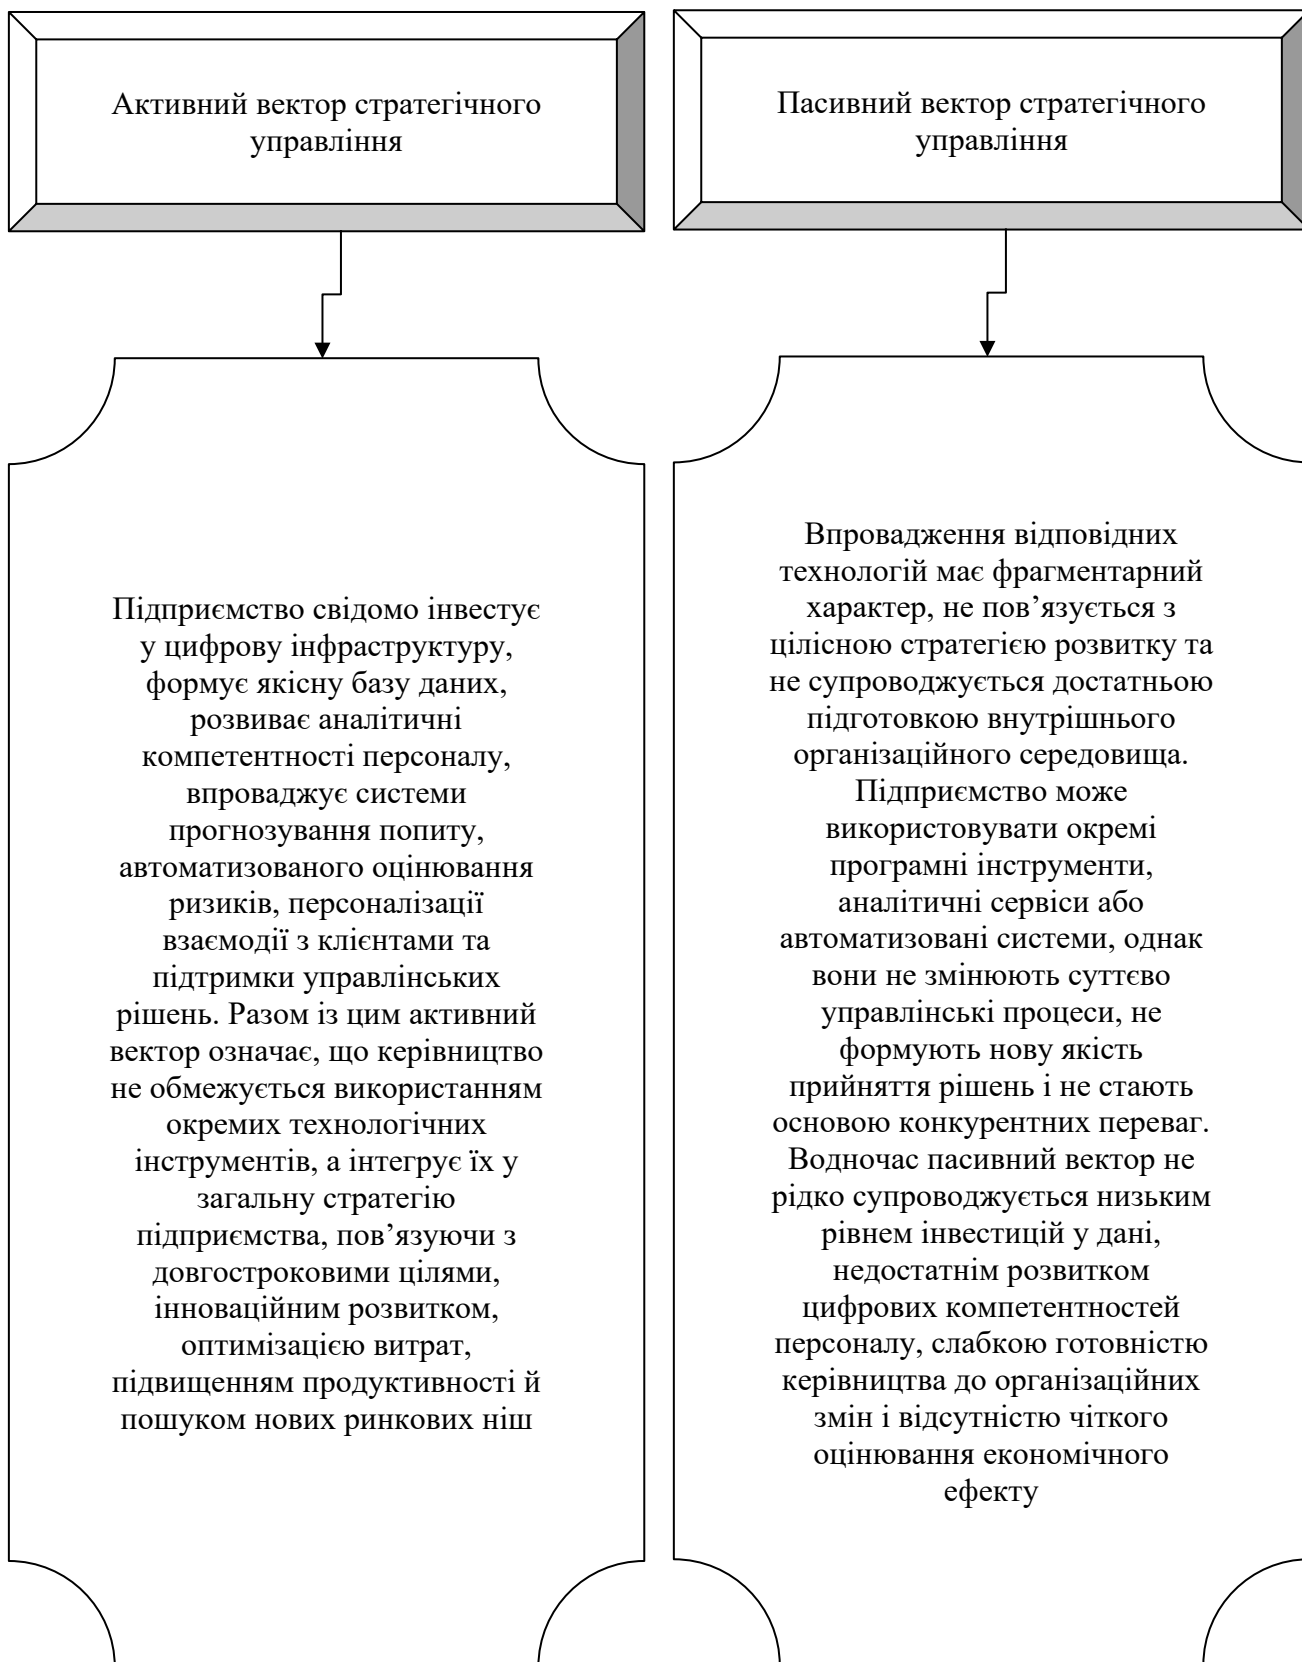 Активний вектор стратегічного
управління
Підприємство свідомо інвестує
у цифрову інфраструктуру,
формує якісну базу даних,
розвиває аналітичні
компетентності персоналу,
впроваджує системи
прогнозування попиту,
автоматизованого оцінювання
ризиків, персоналізації
взаємодії з клієнтами та
підтримки управлінських
рішень. Разом із цим активний
вектор означає, що керівництво
не обмежується використанням
окремих технологічних
інструментів, а інтегрує їх у
загальну стратегію
підприємства, пов’язуючи з
довгостроковими цілями,
інноваційним розвитком,
оптимізацією витрат,
підвищенням продуктивності й
пошуком нових ринкових ніш
Пасивний вектор стратегічного
управління
Впровадження відповідних
технологій має фрагментарний
характер, не пов’язується з
цілісною стратегією розвитку та
не супроводжується достатньою
підготовкою внутрішнього
організаційного середовища.
Підприємство може
використовувати окремі
програмні інструменти,
аналітичні сервіси або
автоматизовані системи, однак
вони не змінюють суттєво
управлінські процеси, не
формують нову якість
прийняття рішень і не стають
основою конкурентних переваг.
Водночас пасивний вектор не
рідко супроводжується низьким
рівнем інвестицій у дані,
недостатнім розвитком
цифрових компетентностей
персоналу, слабкою готовністю
керівництва до організаційних
змін і відсутністю чіткого
оцінювання економічного
ефекту